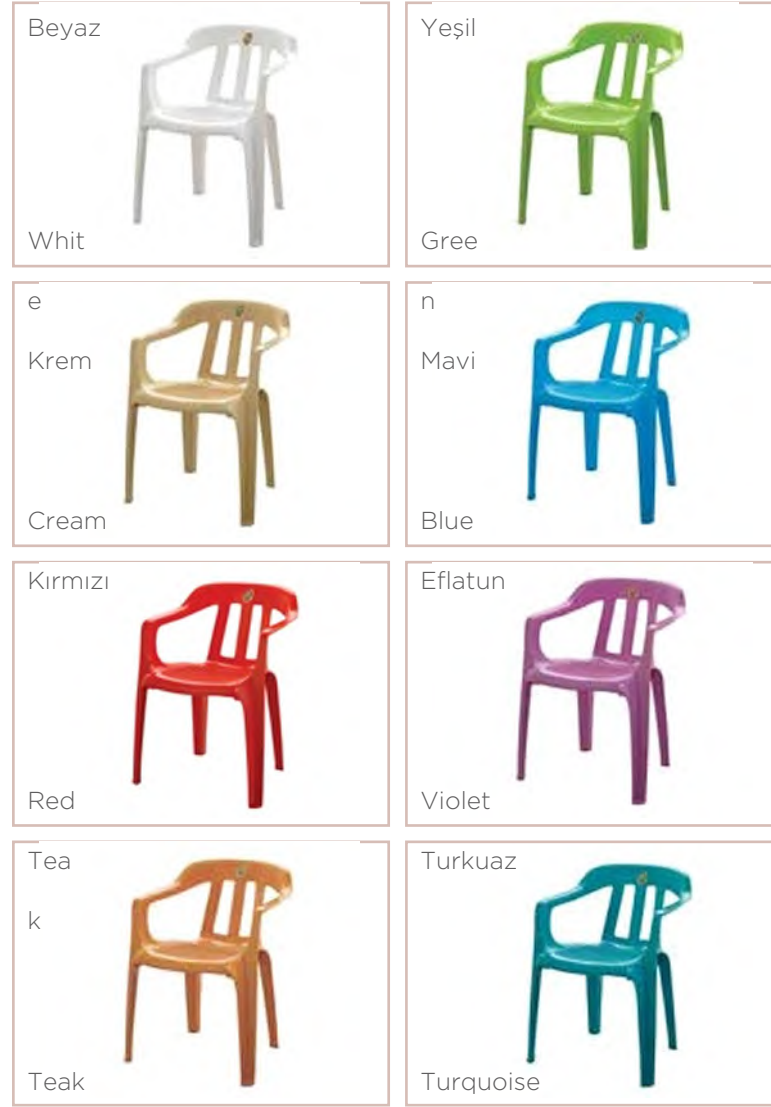 Beyaz
Whit
Yeşil
Gree
e
Krem
Cream
n
Mavi
Blue
Kırmızı
Red
Eflatun
Violet
Tea
k
Teak
Turkuaz
Turquoise